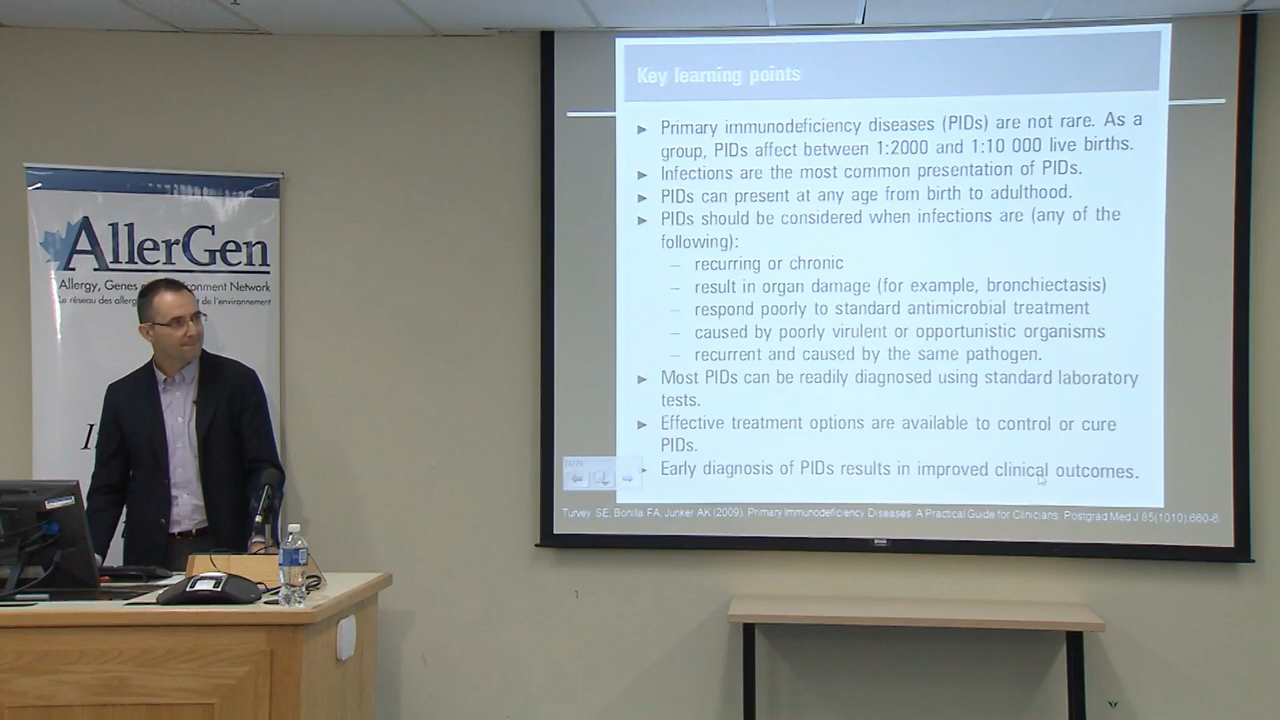 AllerGen
Allergy, Genes Environment Network
Le réseau des aller de l'environnement
Key learning points
► Primary immunodeficiency diseases (PIDs) are not rare. As a
group, PIDs affect between 1:2000 and 1:10 000 live births.
► Infections are the most common presentation of PIDs.
► PIDs can present at any age from birth to adulthood.
► PIDs should be considered when infections are (any of the
following):
– recurring or chronic
– result in organ damage (for example, bronchiectasis)
– respond poorly to standard antimicrobial treatment
– caused by poorly virulent or opportunistic organisms
– recurrent and caused by the same pathogen.
► Most PIDs can be readily diagnosed using standard laboratory
tests.
► Effective treatment options are available to control or cure
PIDs.
Early diagnosis of PIDs results in improved clinical outcomes.
Turvey SE, Bonilla FA, Junker AK (2009). Primary Immunodeficiency Diseases: A Practical Guide for Clinicians. Postgrad Med J 85(1010):660-6.